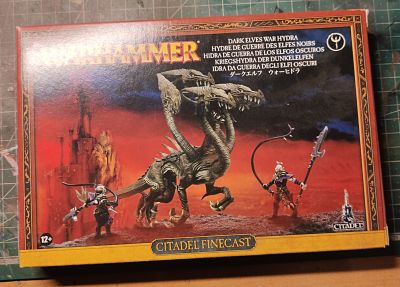 WARHAMMER
DARK ELVES WAR HYDRA
HYDRE DE GUERRE DES ELFES NOIRS
HIDRA DE GUERRA DE LOS ELFOS OSCUROS
KRIEGSHYDRA DER DUNKELELFEN
IDRA DA GUERRA DEGLI ELFI OSCURI
ダークエルフ ウォーヒドラ
12+
CITADEL
CITADEL FINECAST